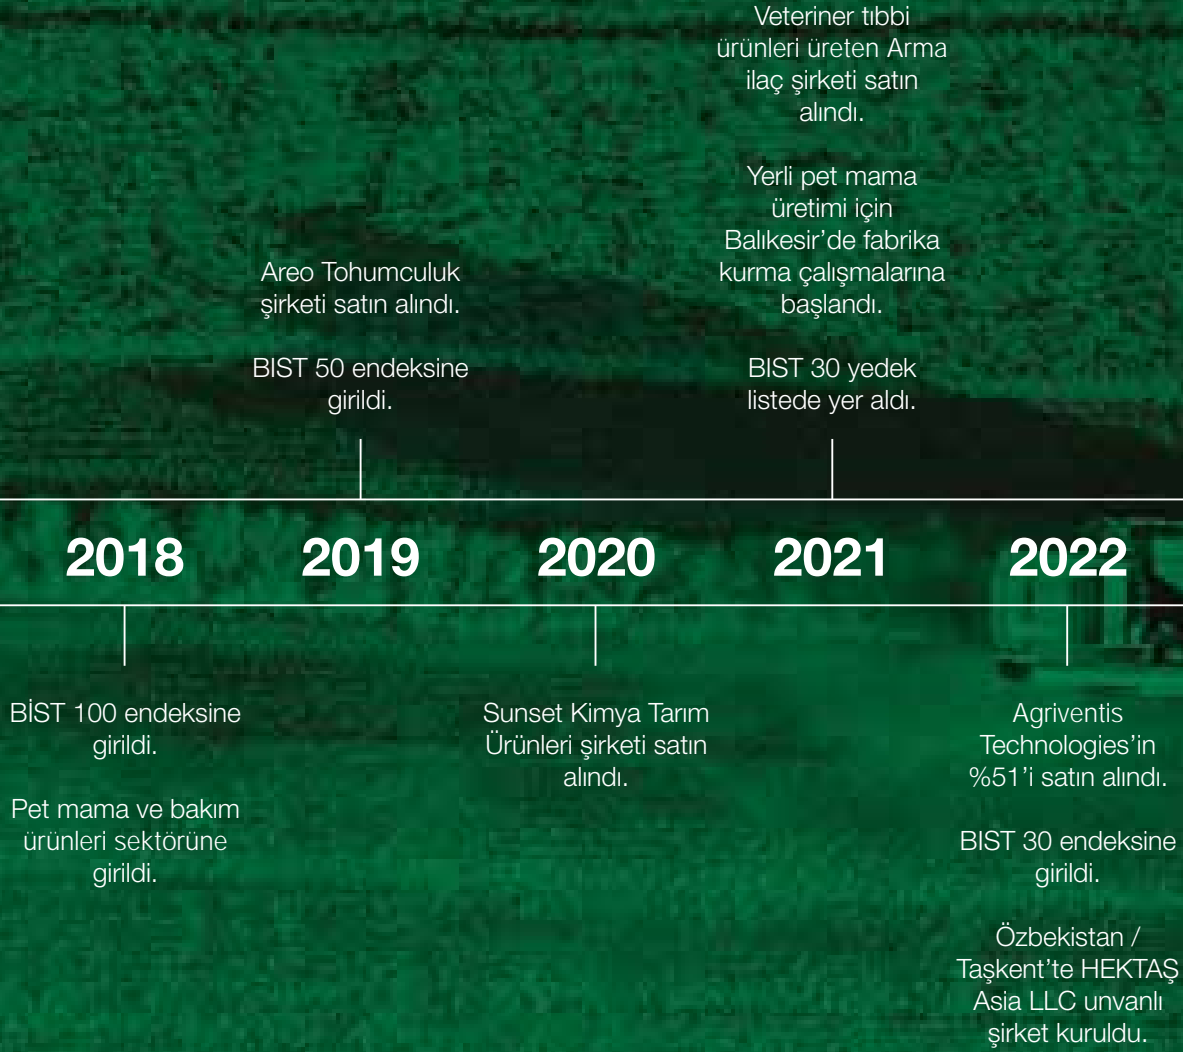 Veteriner tıbbi
ürünleri üreten Arma
ilaç şirketi satın
alındı.
Yerli pet mama
üretimi için
Balıkesir’de fabrika
kurma çalışmalarına
başlandı.
BIST 30 yedek
listede yer aldı.
Areo Tohumculuk
şirketi satın alındı.
BIST 50 endeksine
girildi.
2018 2019 2020 2021 2022
BİST 100 endeksine
girildi.
Pet mama ve bakım
ürünleri sektörüne
girildi.
Sunset Kimya Tarım
Ürünleri şirketi satın
alındı.
Agriventis
Technologies’in
%51’i satın alındı.
BIST 30 endeksine
girildi.
Özbekistan /
Taşkent’te HEKTAŞ
Asia LLC unvanlı
şirket kuruldu.